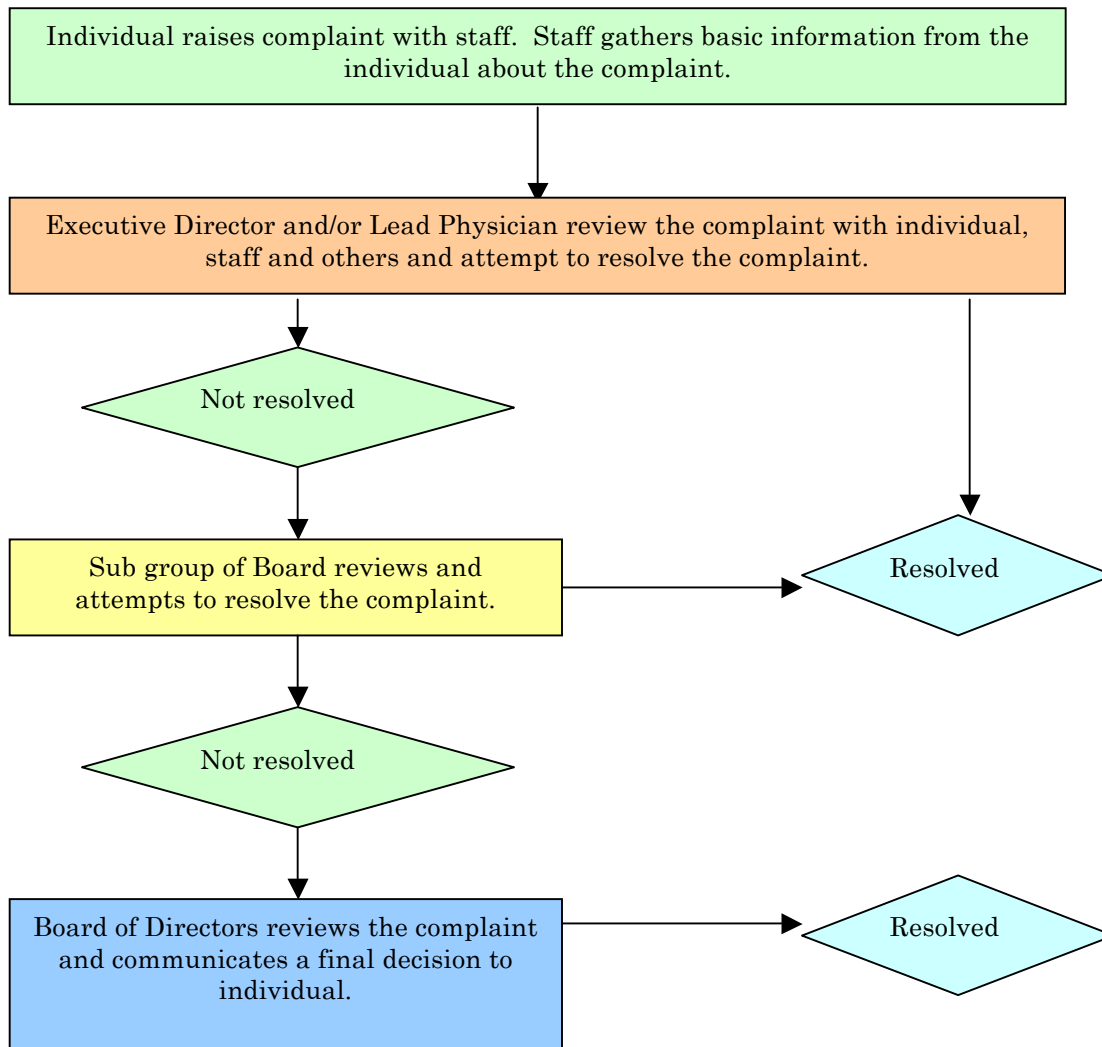 Individual raises complaint with staff.  Staff gathers basic information from the
individual about the complaint.
Executive Director and/or Lead Physician review the complaint with individual,
staff and others and attempt to resolve the complaint.
Not resolved
Sub group of Board reviews and
attempts to resolve the complaint.
Resolved
Not resolved
Board of Directors reviews the complaint
and communicates a final decision to
individual.
Resolved